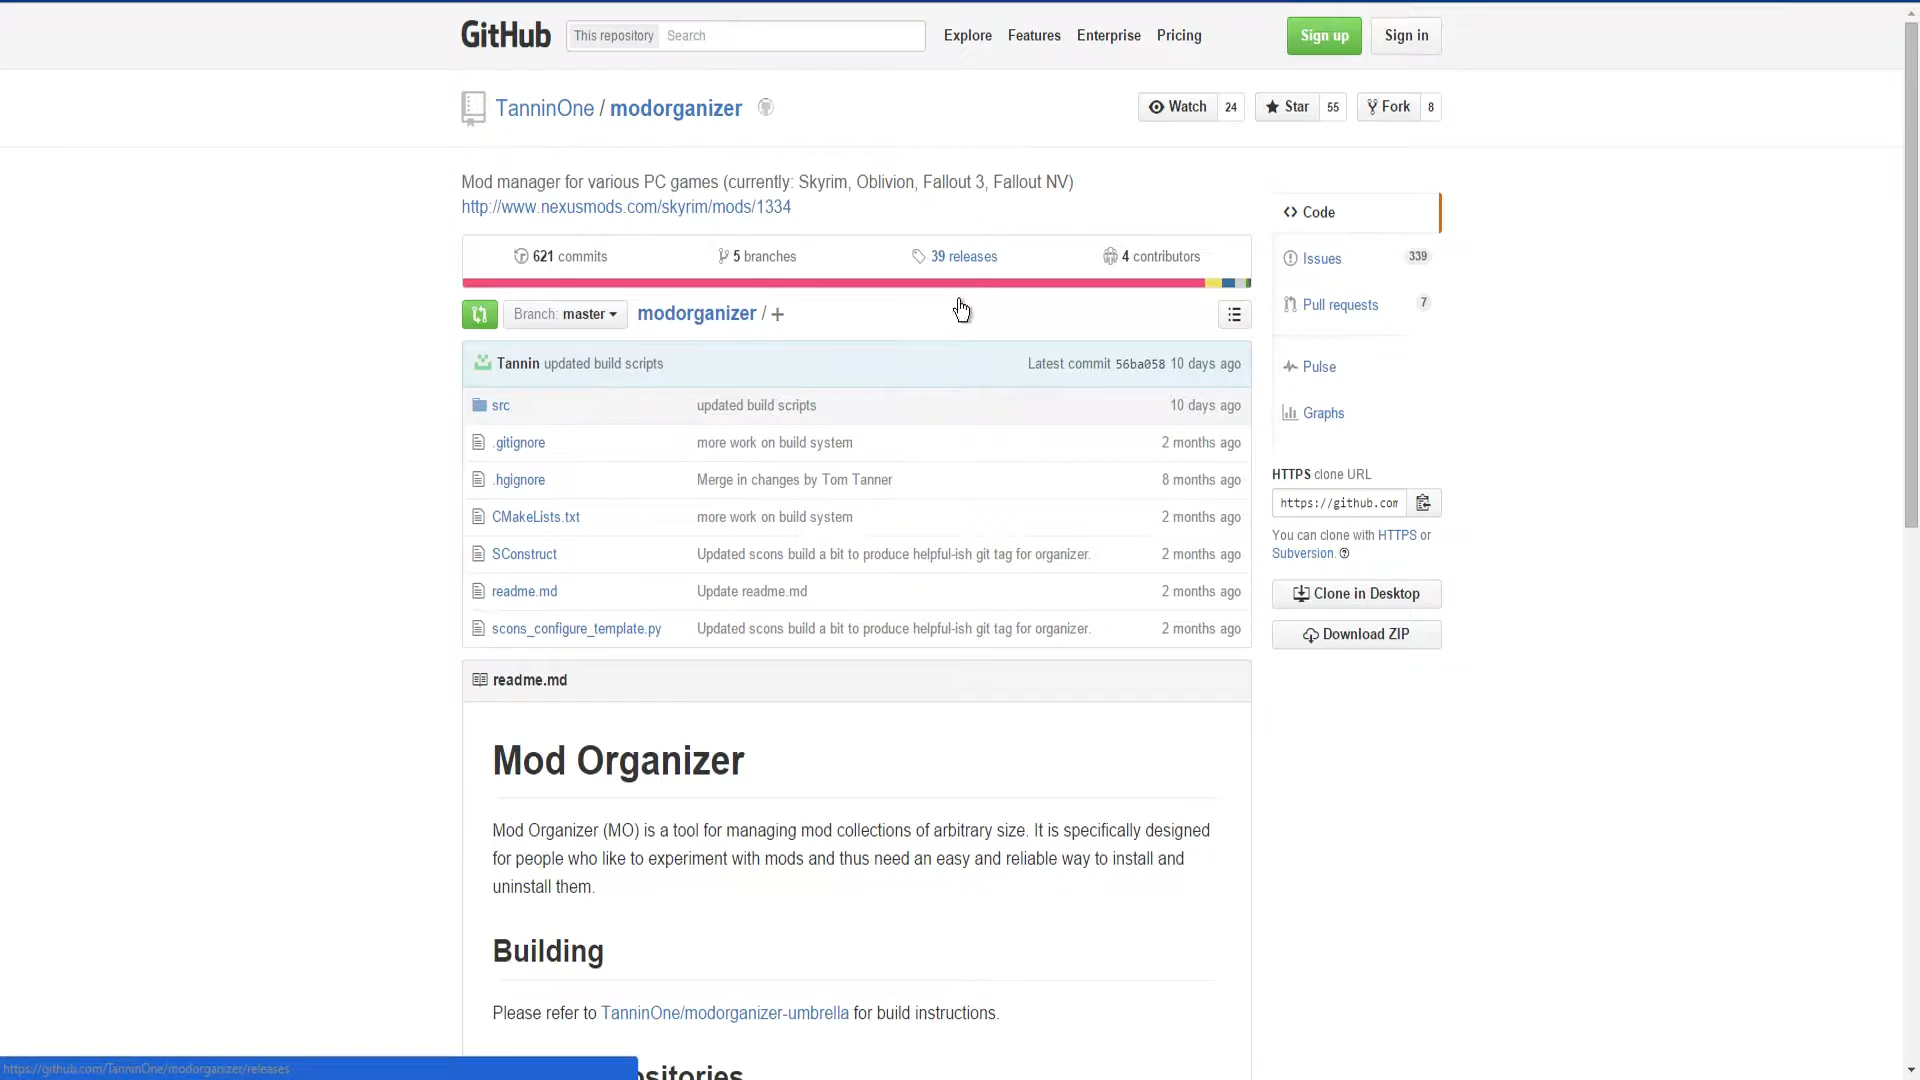 GitHub This repository Search Explore Features Enterprise Pricing Sign up Sign in
TanninOne / modorganizer Watch 24 Star 55 Fork 8
Mod manager for various PC games (currently: Skyrim, Oblivion, Fallout 3, Fallout NV)
http://www.nexusmods.com/skyrim/mods/1334
621 commits 5 branches 39 releases 4 contributors
Branch: master modorganizer / +
Tannin updated build scripts Latest commit 56ba058 10 days ago
src updated build scripts 10 days ago
.gitignore more work on build system 2 months ago
.hgignore Merge in changes by Tom Tanner 8 months ago
CMakeLists.txt more work on build system 2 months ago
SConstruct Updated scons build a bit to produce helpful-ish git tag for organizer. 2 months ago
readme.md Update readme.md 2 months ago
scons_configure_template.py Updated scons build a bit to produce helpful-ish git tag for organizer. 2 months ago
Code
Issues 339
Pull requests 7
Pulse
Graphs
HTTPS clone URL
https://github.com
You can clone with HTTPS or
Subversion.
Clone in Desktop
Download ZIP
readme.md
Mod Organizer
Mod Organizer (MO) is a tool for managing mod collections of arbitrary size. It is specifically designed
for people who like to experiment with mods and thus need an easy and reliable way to install and
uninstall them.
Building
Please refer to TanninOne/modorganizer-umbrella for build instructions.
https://github.com/TanninOne/modorganizer/releases